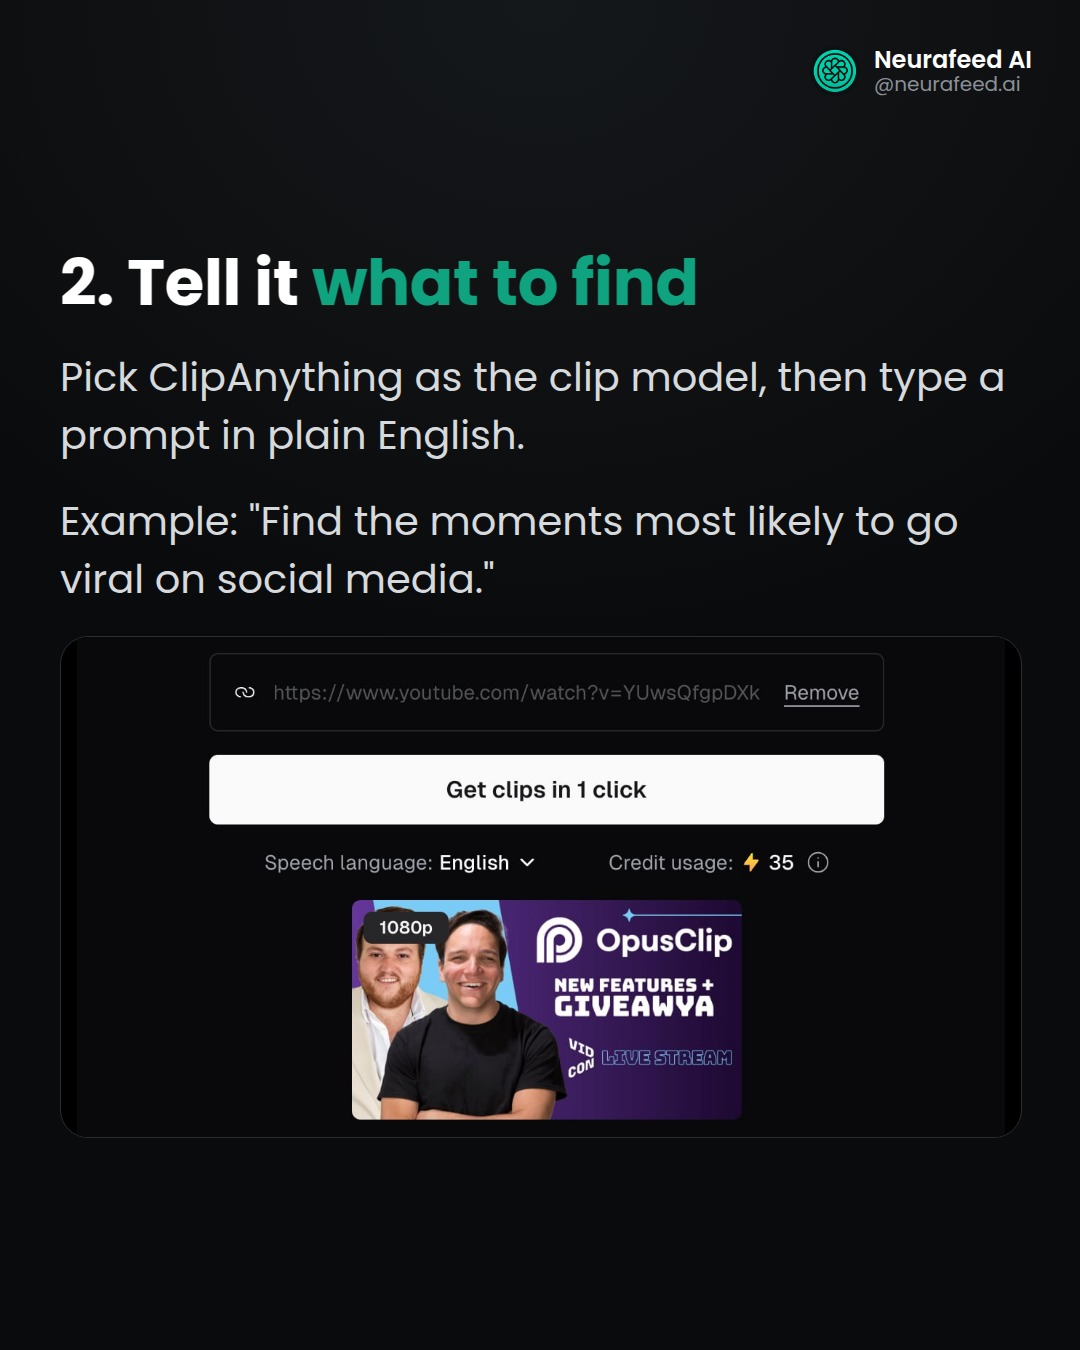 Neurafeed AI
@neurafeed.ai
2. Tell it what to find
Pick ClipAnything as the clip model, then type a
prompt in plain English.
Example: "Find the moments most likely to go
viral on social media."
https://www.youtube.com/watch?v=YUwsQfgpDXk
Remove
Get clips in 1 click
Speech language: English
Credit usage: 35
1080p
OpusClip
NEW FEATURES +
GIVEAWYA
VID
CON
LIVE STREAM